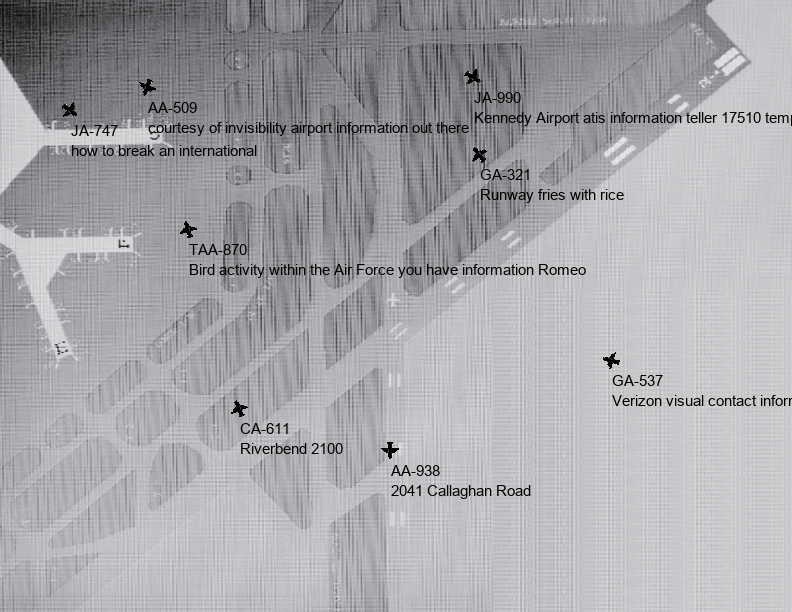 AA-509
courtesy of invisibility airport information out there
JA-747
how to break an international
JA-990
Kennedy Airport atis information teller 17510 temp
GA-321
Runway fries with rice
TAA-870
Bird activity within the Air Force you have information Romeo
GA-537
Verizon visual contact inforr
CA-611
Riverbend 2100
AA-938
2041 Callaghan Road